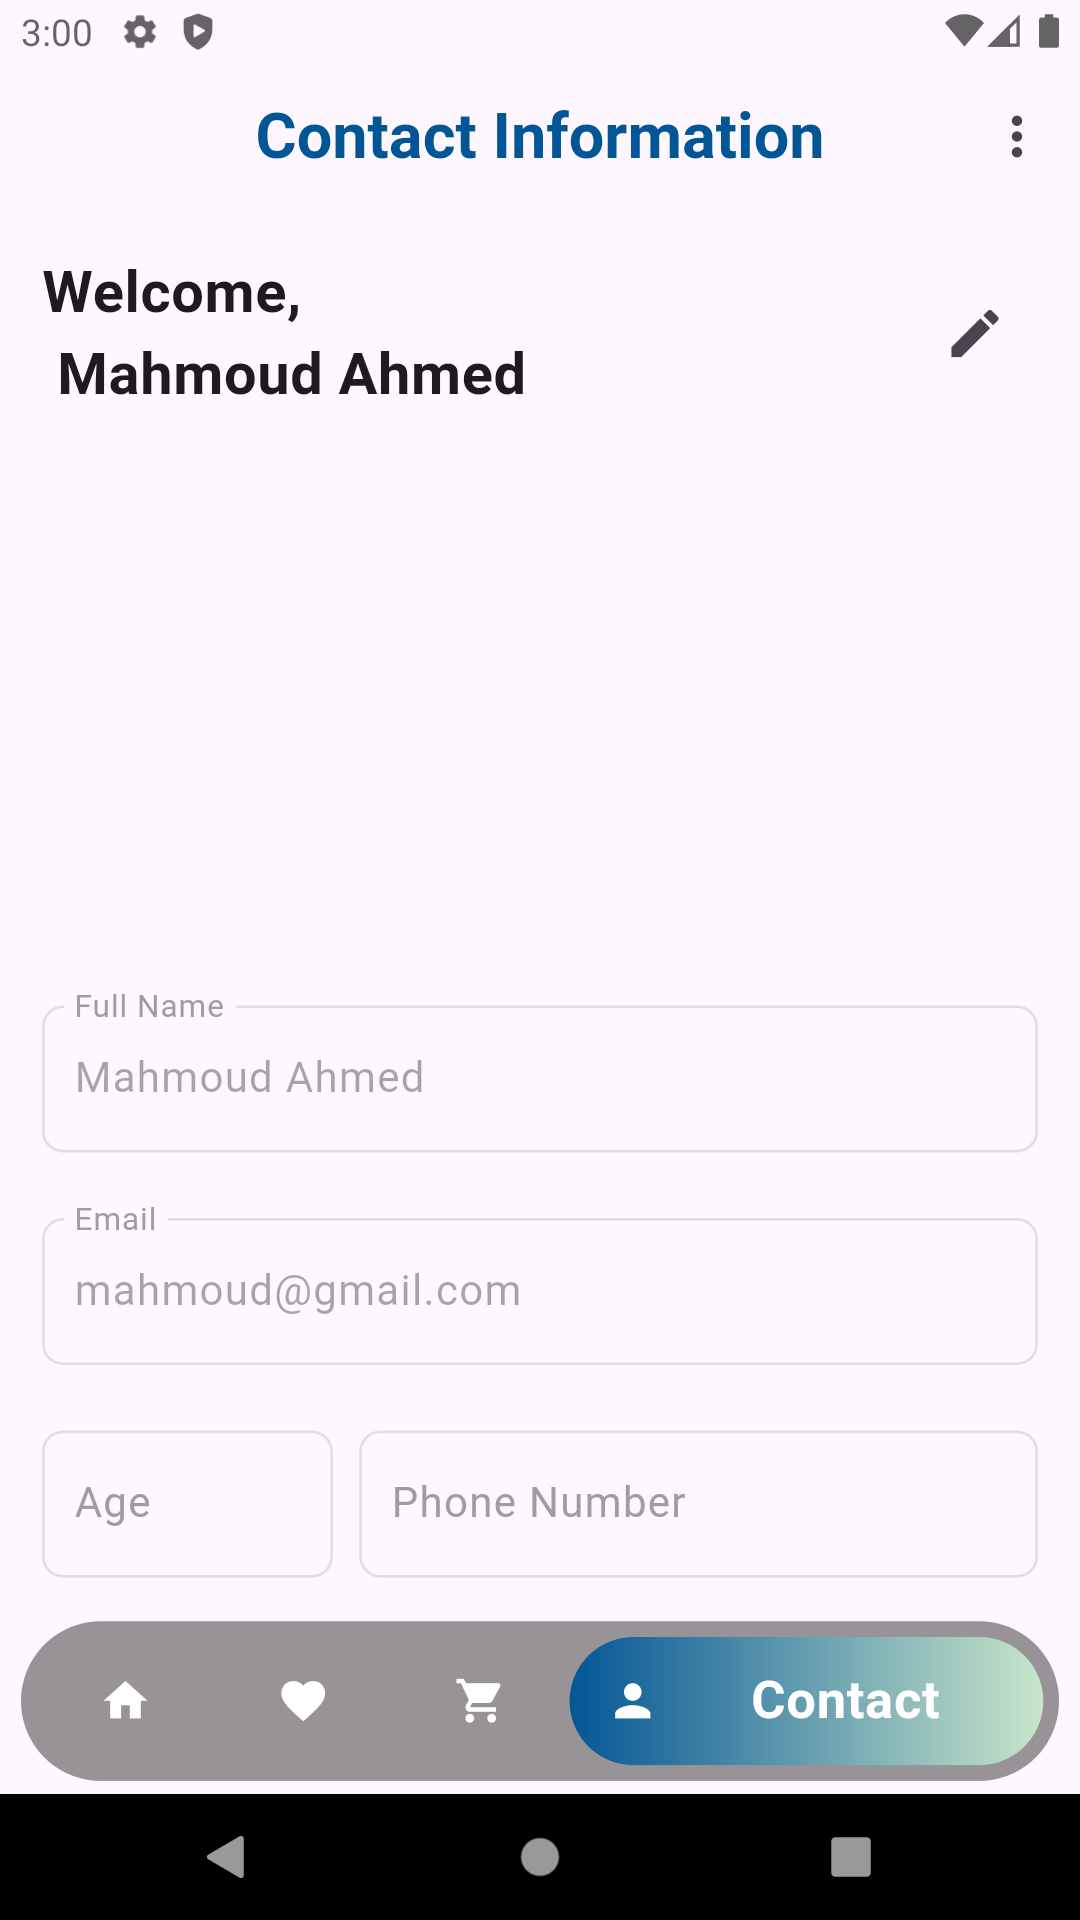 3:00
Contact Information
Welcome,
Mahmoud Ahmed
Full Name
Mahmoud Ahmed
Email
mahmoud@gmail.com
Age Phone Number
Contact